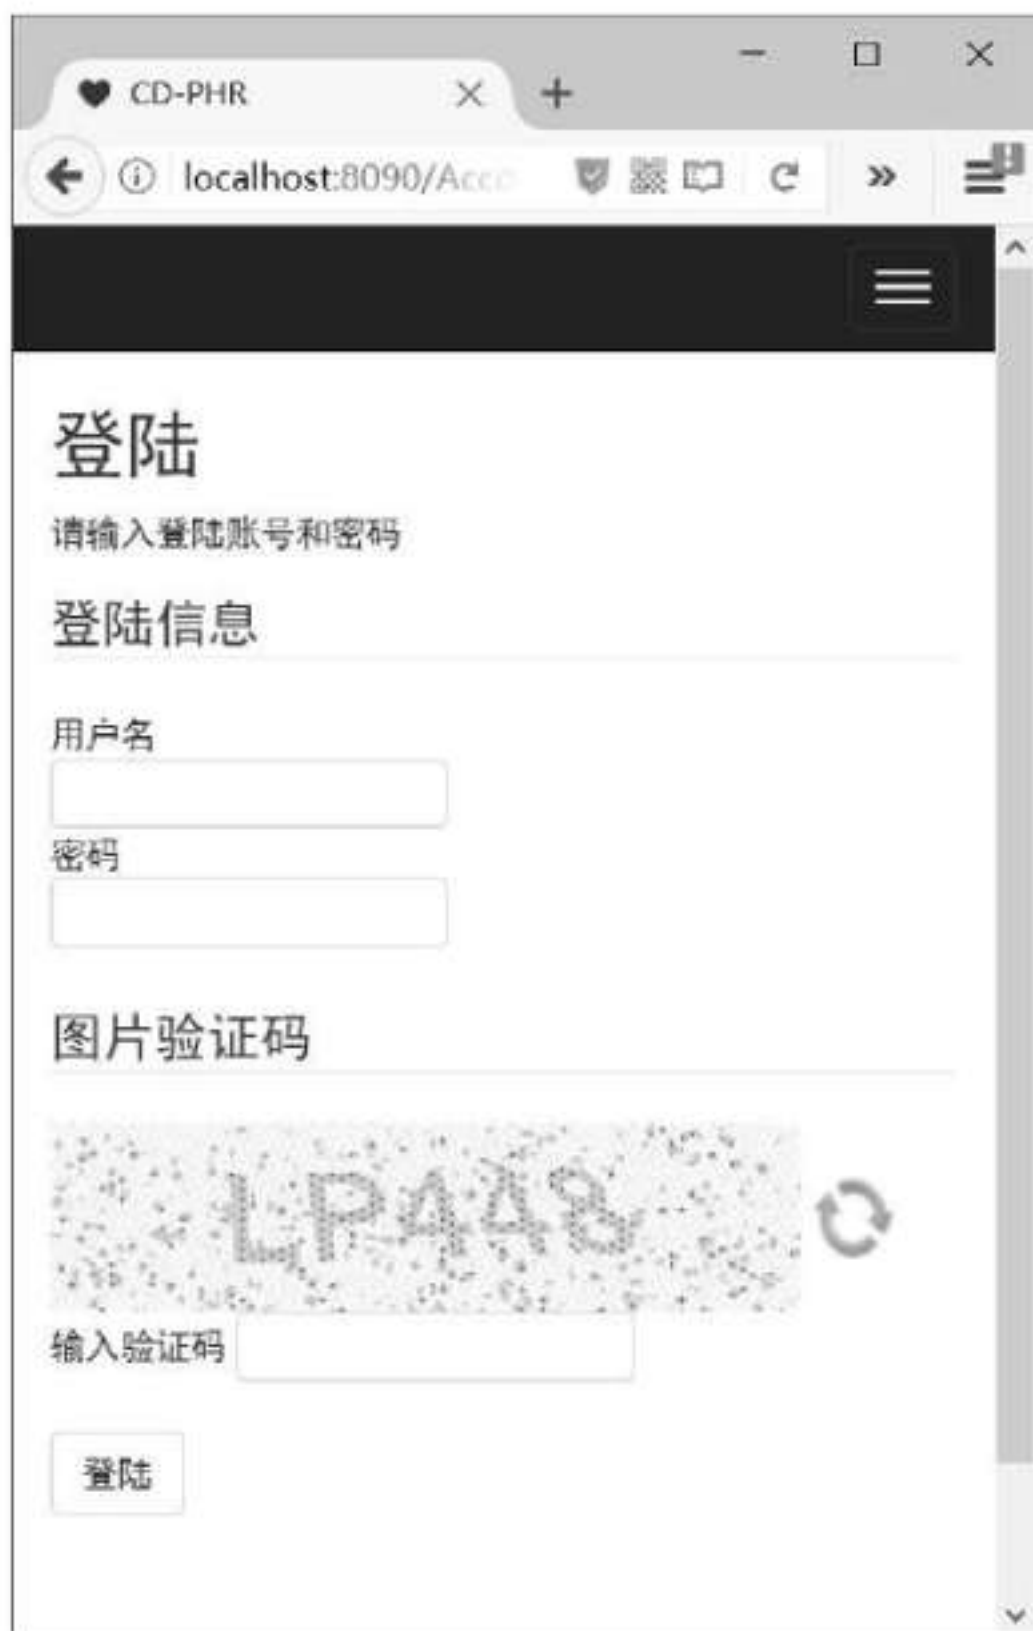 CD-PHR
localhost:8090/Acco
登陆
请输入登陆账号和密码
登陆信息
用户名
密码
图片验证码
LP448
输入验证码
登陆